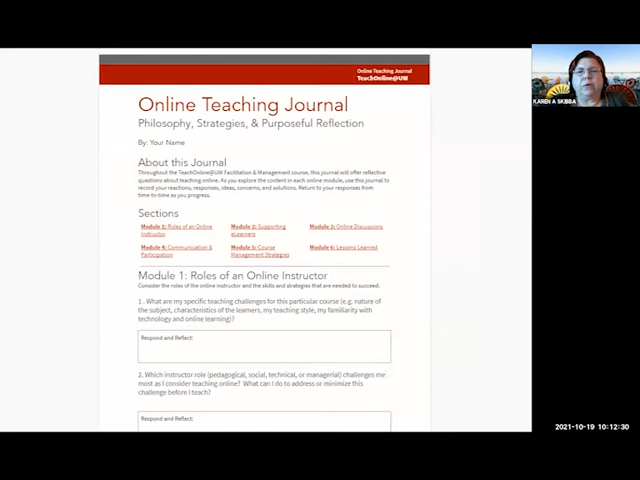 Online Teaching Journal
TeachOnline@UW
Online Teaching Journal
Philosophy, Strategies, & Purposeful Reflection
By: Your Name
About this Journal
Throughout the TeachOnline@UW Facilitation & Management course, this journal will offer reflective
questions about teaching online. As you explore the content in each online module, use this journal to
record your reactions, responses, ideas, concerns, and solutions. Return to your responses from
time-to-time as you progress.
Sections
Module 1: Roles of an Online Instructor
Module 2: Supporting eLearners
Module 3: Online Discussions
Module 4: Communication & Participation
Module 5: Course Management Strategies
Module 6: Lessons Learned
Module 1: Roles of an Online Instructor
Consider the roles of the online instructor and the skills and strategies that are needed to succeed.
1. What are my specific teaching challenges for this particular course (e.g. nature of
the subject, characteristics of the learners, my teaching style, my familiarity with
technology and online learning)?
Respond and Reflect:
2. Which instructor role (pedagogical, social, technical, or managerial) challenges me
most as I consider teaching online? What can I do to address or minimize this
challenge before I teach?
Respond and Reflect:
KAREN A SKIBBA
2021-10-19 10:12:30